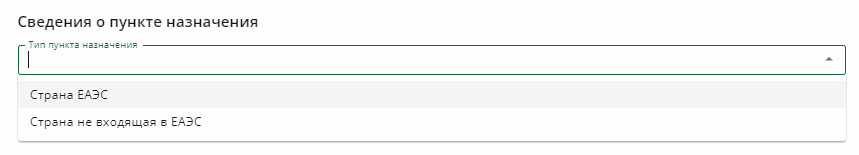 Сведения о пункте назначения
Тип пункта назначения
Страна ЕАЭС
Страна не входящая в ЕАЭС